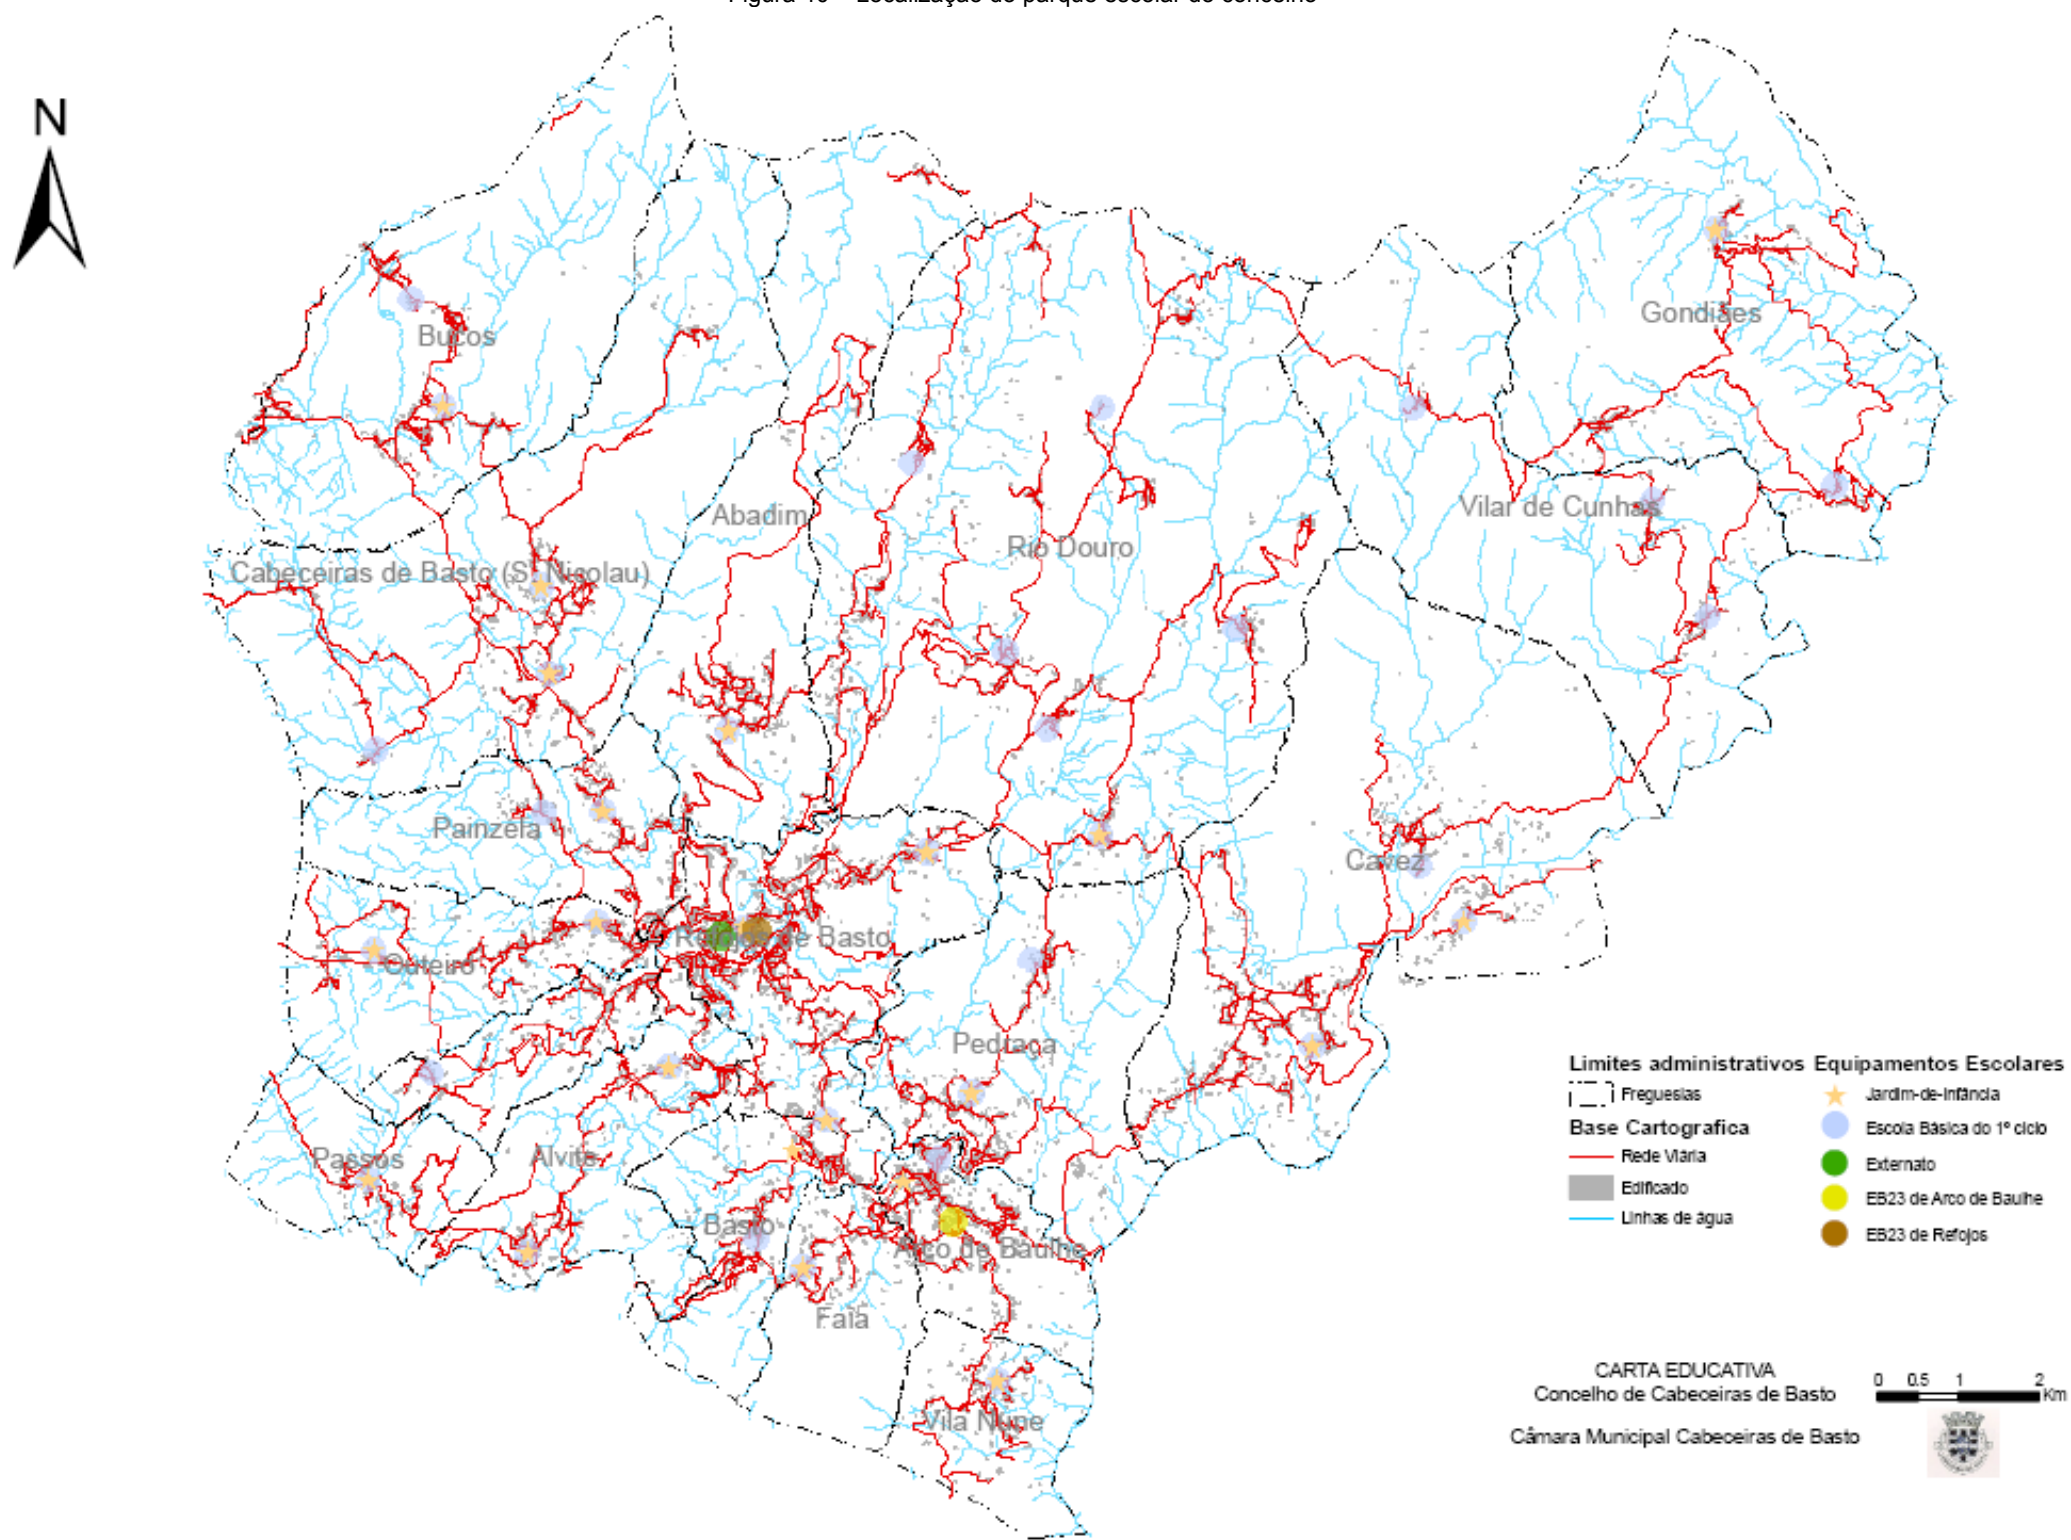 N
Bucos
Gondiães
Abadim
Vilar de Cunhas
Rio Douro
Cabeceiras de Basto (S. Nicolau)
Painzela
Cavez
Refojos de Basto
Outeiro
Pedraça
Passos
Alvite
Basto
Arco de Baulhe
Faia
Vila Nune
Limites administrativos
Freguesias
Base Cartografica
Rede Viária
Edificado
Linhas de água
Equipamentos Escolares
Jardim-de-Infância
Escola Básica do 1º ciclo
Externato
EB23 de Arco de Baulhe
EB23 de Refojos
CARTA EDUCATIVA
Concelho de Cabeceiras de Basto
Câmara Municipal Cabeceiras de Basto
0 0.5 1 2
Km